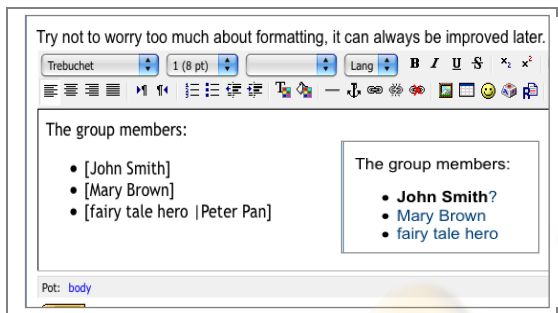 Try not to worry too much about formatting, it can always be improved later.
Trebuchet 1 (8 pt) Lang B I U S x₂ x²
The group members:
• [John Smith]
• [Mary Brown]
• [fairy tale hero |Peter Pan]
The group members:
• John Smith?
• Mary Brown
• fairy tale hero
Pot: body